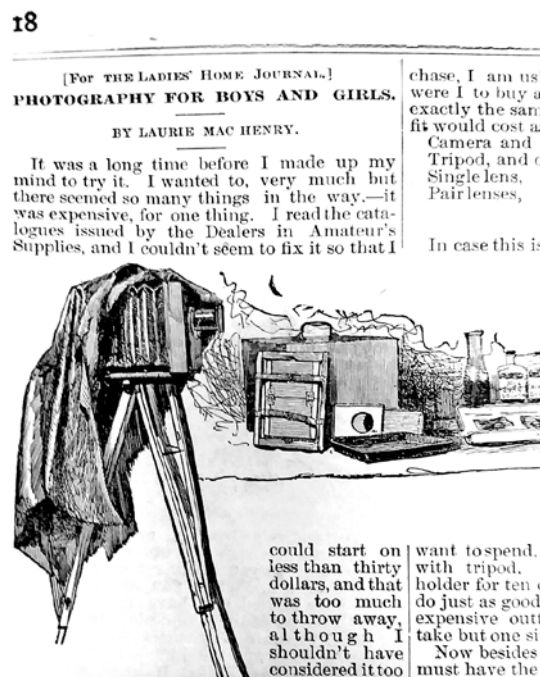 18
[For the Ladies' Home Journal.]
PHOTOGRAPHY FOR BOYS AND GIRLS.
BY LAURIE MAC HENRY.
It was a long time before I made up my
mind to try it. I wanted to, very much but
there seemed so many things in the way.—it
was expensive, for one thing. I read the cata-
logues issued by the Dealers in Amateur's
Supplies, and I couldn't seem to fix it so that I
could start on
less than thirty
dollars, and that
was too much
to throw away,
although I
shouldn't have
considered it too
chase, I am us
were I to buy a
exactly the sam
fit would cost a
Camera and
Tripod, and
Single lens,
Pair lenses,
In case this is
want to spend.
with tripod,
holder for ten
do just as good
expensive outf
take but one si
Now besides
must have the